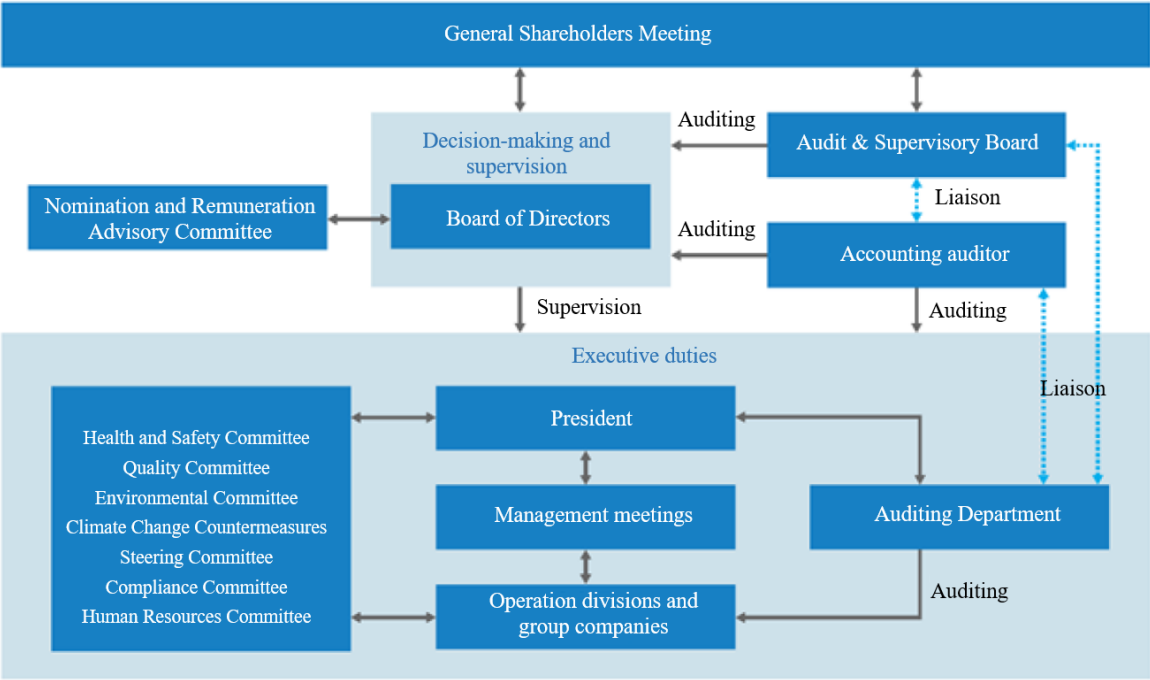 General Shareholders Meeting
Auditing
Decision-making and
supervision
Audit & Supervisory Board
Nomination and Remuneration
Advisory Committee
Board of Directors
Liaison
Auditing
Accounting auditor
Supervision
Auditing
Executive duties
Liaison
President
Health and Safety Committee
Quality Committee
Environmental Committee
Climate Change Countermeasures
Steering Committee
Compliance Committee
Human Resources Committee
Management meetings
Auditing Department
Operation divisions and
group companies
Auditing